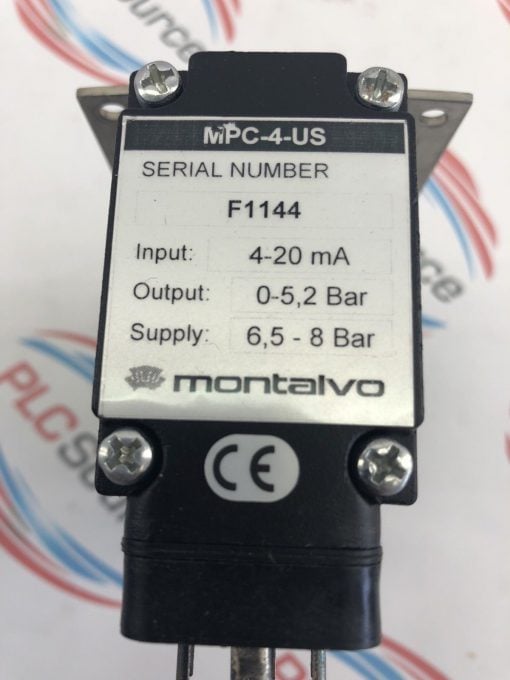 MPC-4-US
SERIAL NUMBER
F1144
Input: 4-20 mA
Output: 0-5,2 Bar
Supply: 6,5 - 8 Bar
montalvo
CE
PLCSource